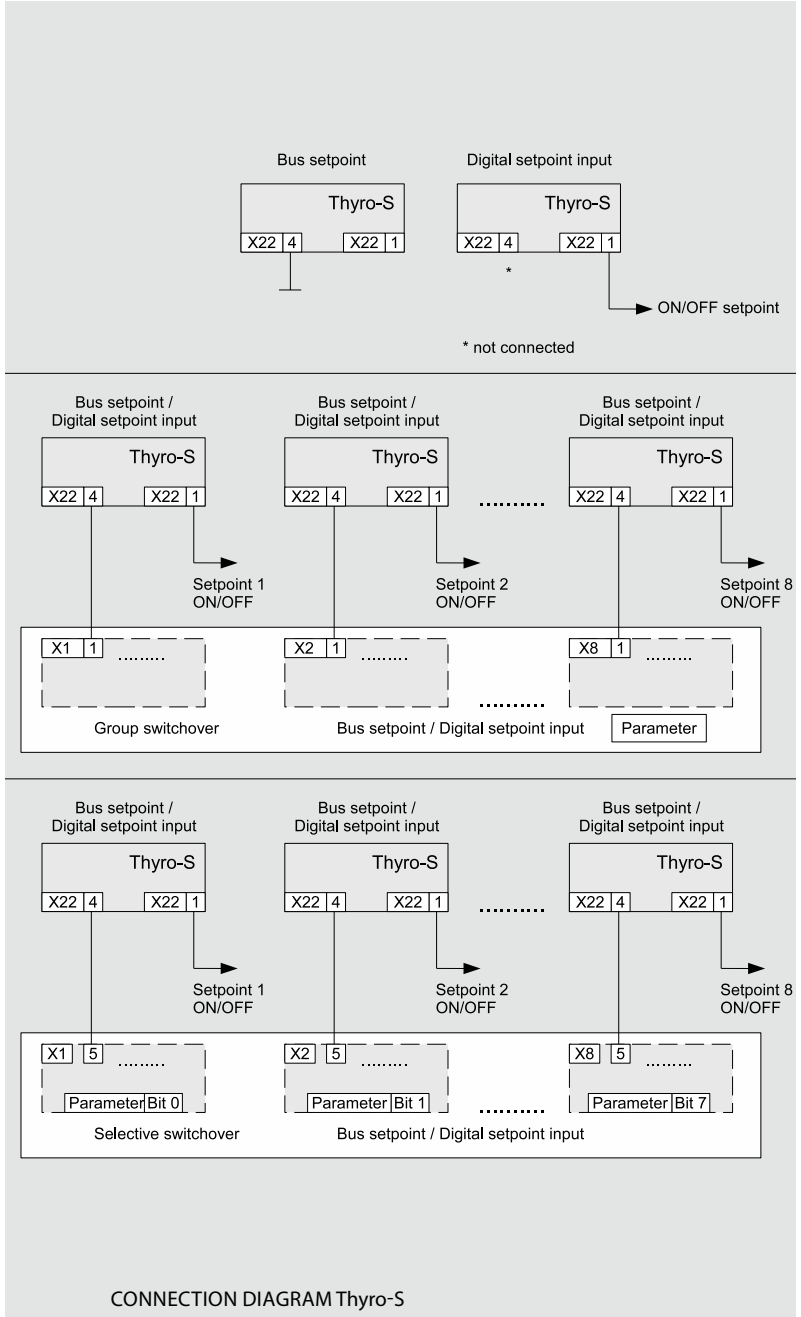 Bus setpoint Digital setpoint input
Thyro-S Thyro-S
X22 4 X22 1 X22 4 X22 1
*
ON/OFF setpoint
* not connected
Bus setpoint / Bus setpoint / Bus setpoint /
Digital setpoint input Digital setpoint input Digital setpoint input
Thyro-S Thyro-S Thyro-S
X22 4 X22 1 X22 4 X22 1 .......... X22 4 X22 1
Setpoint 1 Setpoint 2 Setpoint 8
ON/OFF ON/OFF ON/OFF
X1 1 ......... X2 1 ......... X8 1 .........
..........
Group switchover Bus setpoint / Digital setpoint input Parameter
Bus setpoint / Bus setpoint / Bus setpoint /
Digital setpoint input Digital setpoint input Digital setpoint input
Thyro-S Thyro-S Thyro-S
X22 4 X22 1 X22 4 X22 1 .......... X22 4 X22 1
Setpoint 1 Setpoint 2 Setpoint 8
ON/OFF ON/OFF ON/OFF
X1 5 ......... X2 5 ......... X8 5 .........
Parameter Bit 0 Parameter Bit 1 .......... Parameter Bit 7
Selective switchover Bus setpoint / Digital setpoint input
CONNECTION DIAGRAM Thyro-S